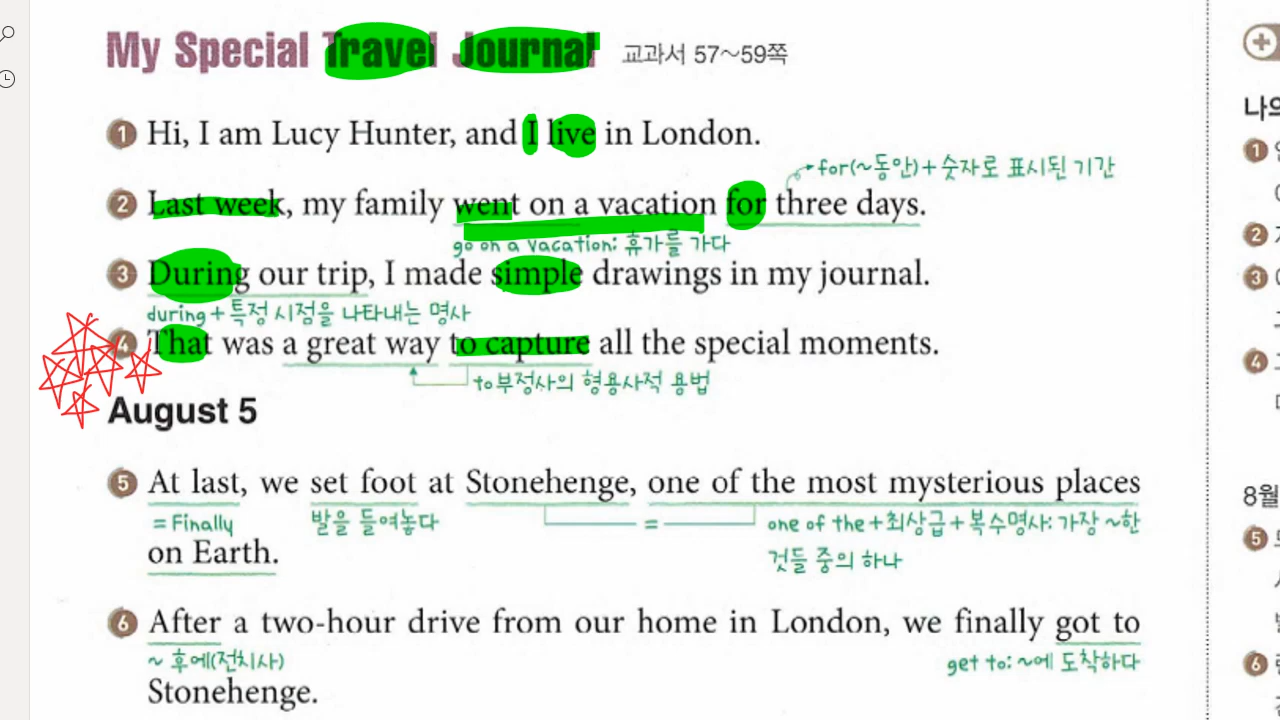 My Special Travel Journal 교과서 57~59쪽
1 Hi, I am Lucy Hunter, and I live in London.
for(~동안)+숫자로 표시된 기간
2 Last week, my family went on a vacation for three days.
go on a vacation: 휴가를 가다
3 During our trip, I made simple drawings in my journal.
during+특정 시점을 나타내는 명사
4 That was a great way to capture all the special moments.
to부정사의 형용사적 용법
August 5
5 At last, we set foot at Stonehenge, one of the most mysterious places
= Finally 발을 들여놓다 = one of the+최상급+복수명사: 가장 ~한
on Earth.
것들 중의 하나
6 After a two-hour drive from our home in London, we finally got to
~ 후에(전치사) get to: ~에 도착하다
Stonehenge.
나의
1
2
3
4
8월
5
6